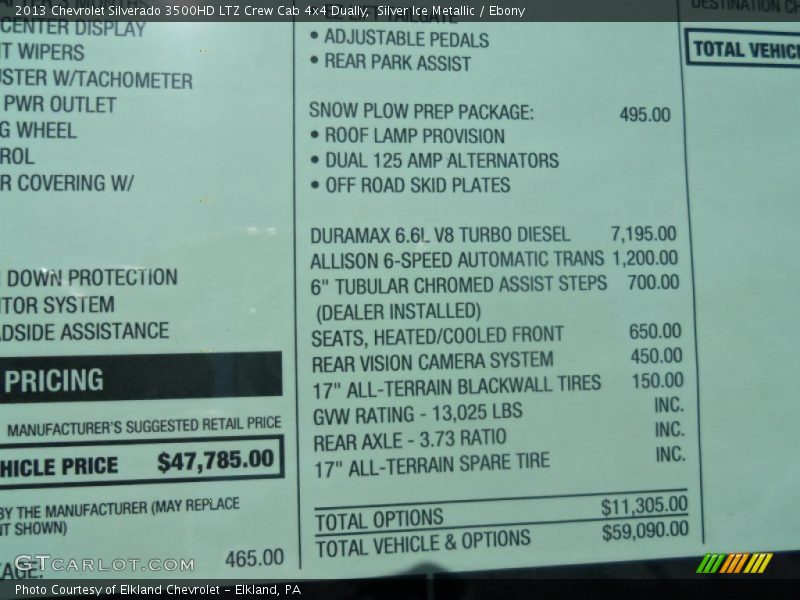 2013 Chevrolet Silverado 3500HD LTZ Crew Cab 4x4 Dually, Silver Ice Metallic / Ebony
CENTER DISPLAY
WIPERS
W/TACHOMETER
PWR OUTLET
WHEEL
COVERING W/
DOWN PROTECTION
SYSTEM
ASSISTANCE
PRICING
MANUFACTURER'S SUGGESTED RETAIL PRICE
PRICE $47,785.00
BY THE MANUFACTURER (MAY REPLACE
SHOWN)
465.00
TAILGATE
• ADJUSTABLE PEDALS
• REAR PARK ASSIST
SNOW PLOW PREP PACKAGE: 495.00
• ROOF LAMP PROVISION
• DUAL 125 AMP ALTERNATORS
• OFF ROAD SKID PLATES
DURAMAX 6.6L V8 TURBO DIESEL 7,195.00
ALLISON 6-SPEED AUTOMATIC TRANS 1,200.00
6" TUBULAR CHROMED ASSIST STEPS 700.00
(DEALER INSTALLED)
SEATS, HEATED/COOLED FRONT 650.00
REAR VISION CAMERA SYSTEM 450.00
17" ALL-TERRAIN BLACKWALL TIRES 150.00
GVW RATING - 13,025 LBS INC.
REAR AXLE - 3.73 RATIO INC.
17" ALL-TERRAIN SPARE TIRE INC.
TOTAL OPTIONS $11,305.00
TOTAL VEHICLE & OPTIONS $59,090.00
DESTINATION
TOTAL
GTCARLOT.COM
Photo Courtesy of Elkland Chevrolet - Elkland, PA